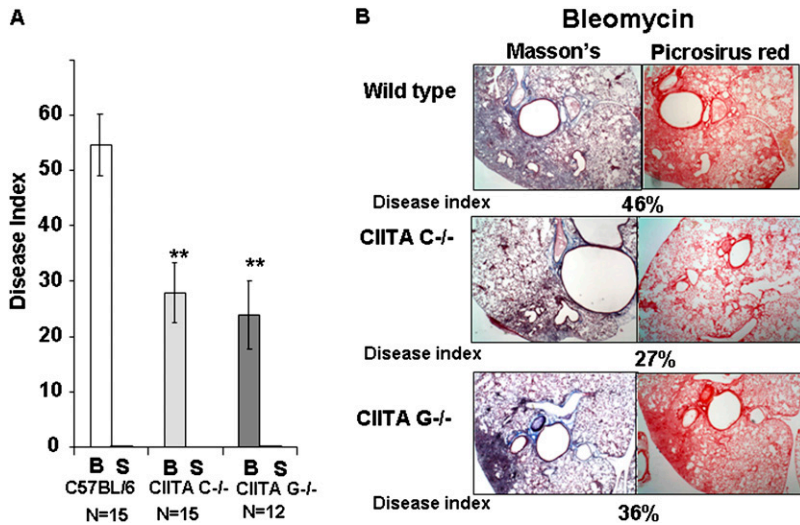 A
Disease Index
60
50
40
30
20
10
0
**
**
B S B S B S
C57BL/6 CIITA C-/- CIITA G-/-
N=15 N=15 N=12
B
Bleomycin
Masson's Picrosirus red
Wild type
Disease index 46%
CIITA C-/-
Disease index 27%
CIITA G-/-
Disease index 36%